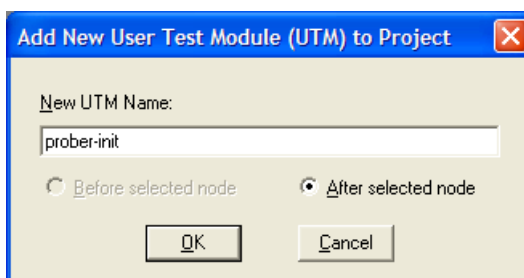 Add New User Test Module (UTM) to Project
New UTM Name:
prober-init
Before selected node After selected node
OK Cancel